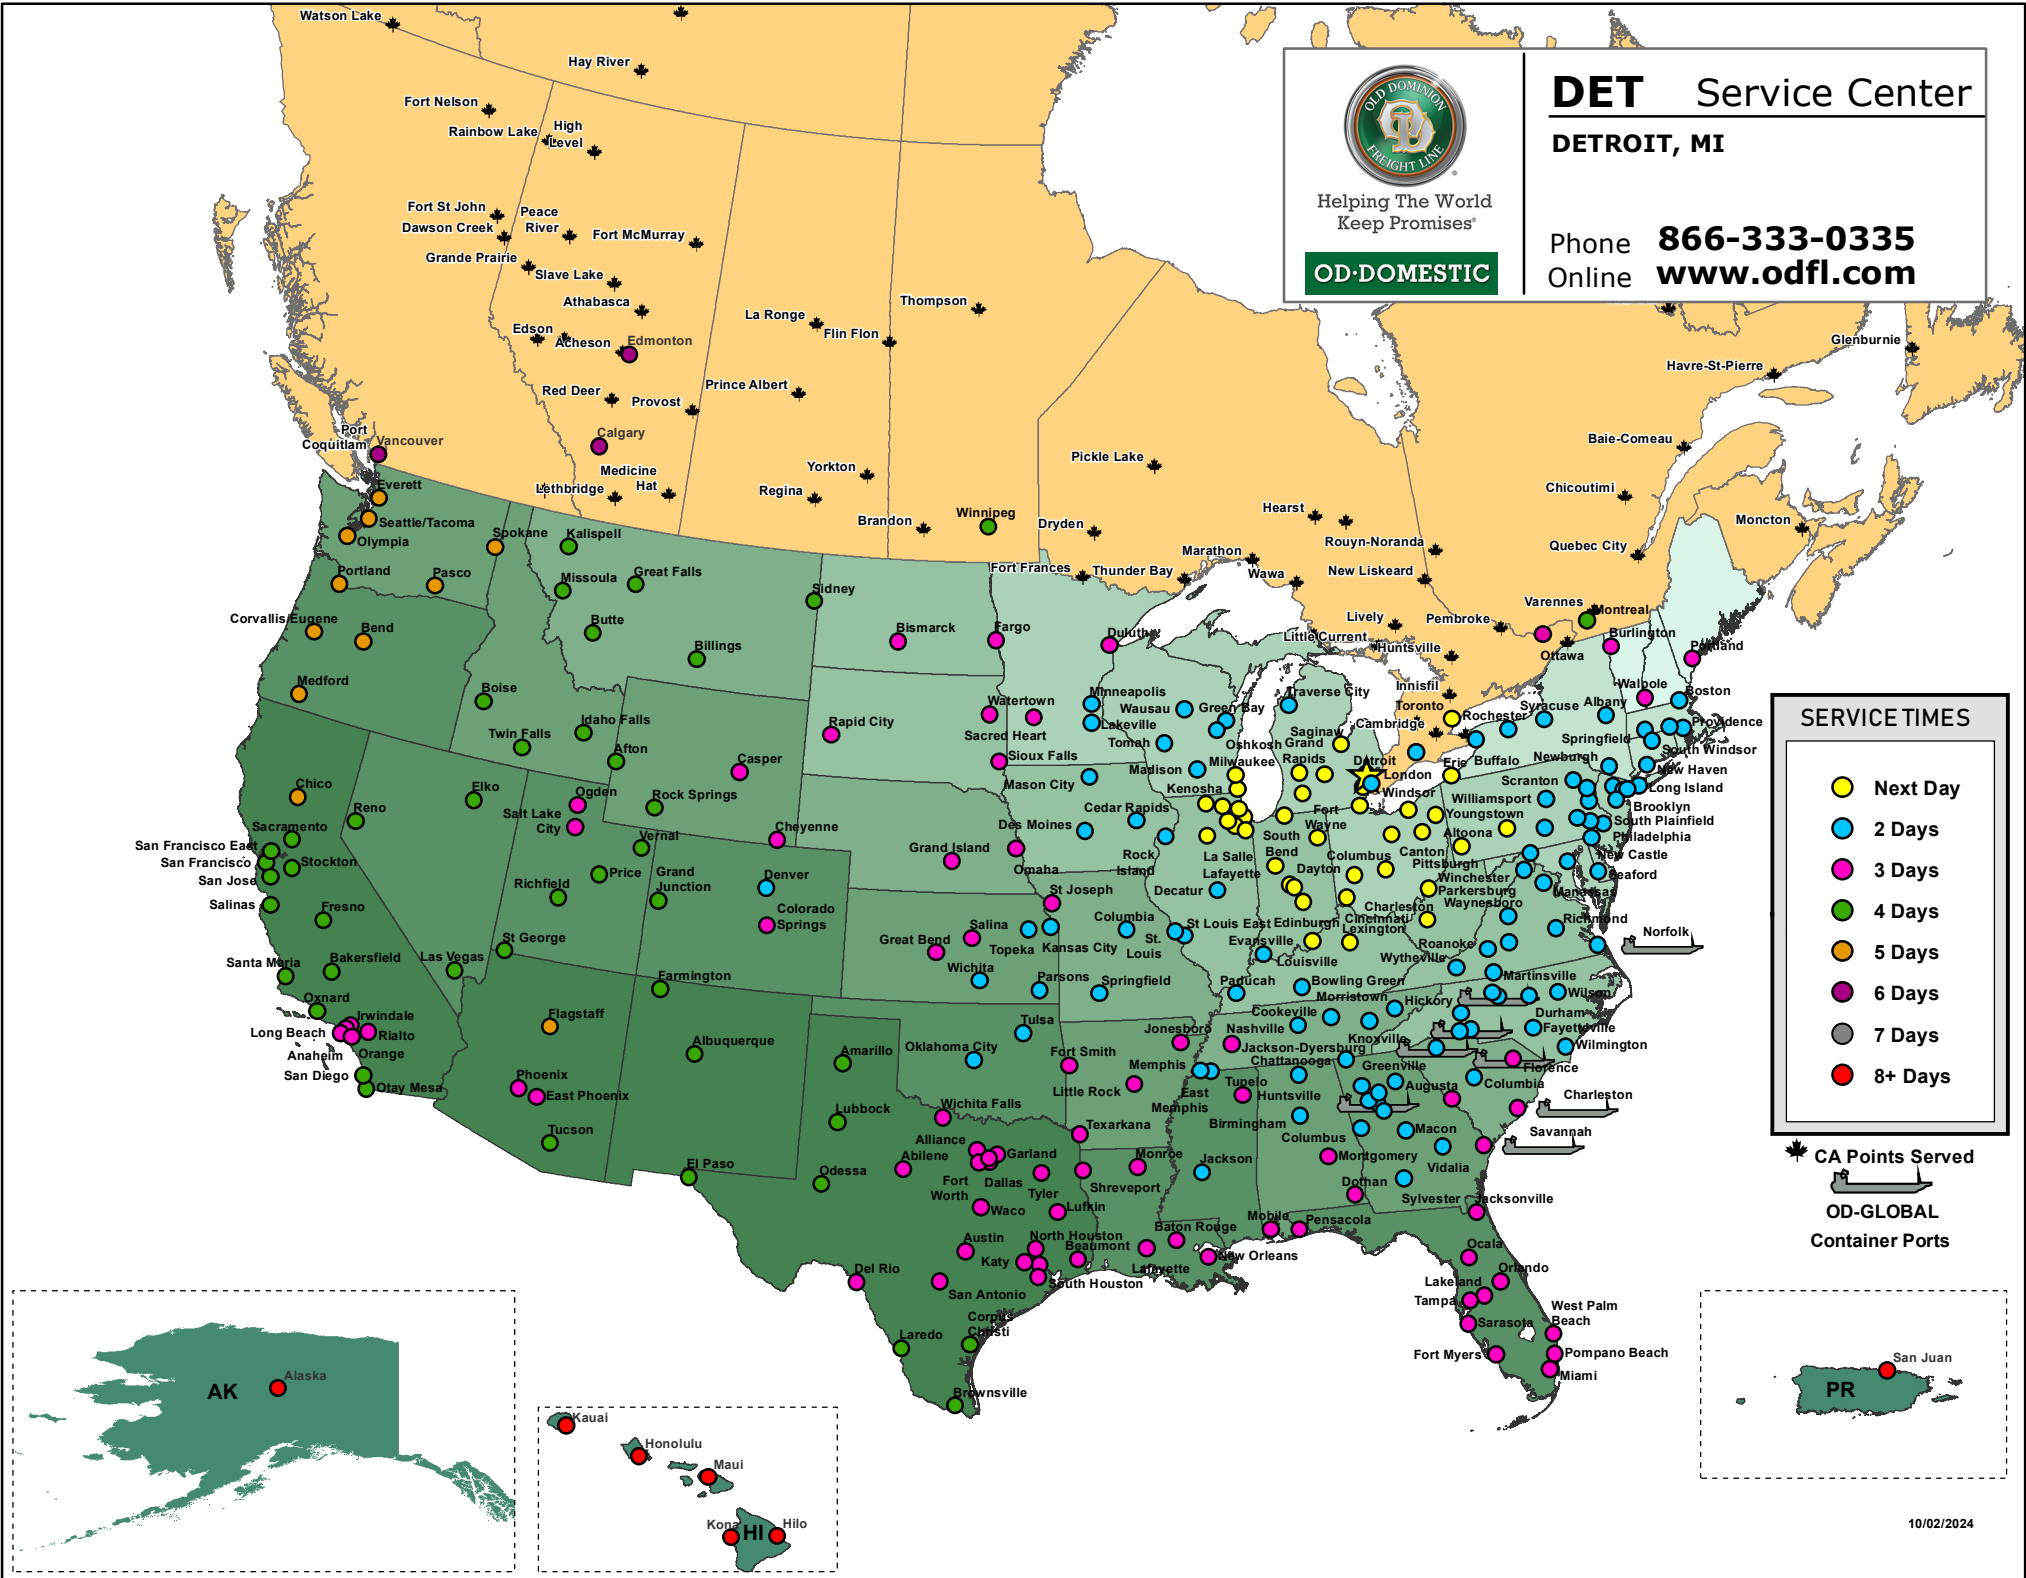 Watson Lake
Hay River
Fort Nelson
Rainbow Lake
High
Level
Fort St John
Dawson Creek
Peace
River
Fort McMurray
Grande Prairie
Slave Lake
Athabasca
Edson
Acheson
Edmonton
La Ronge
Flin Flon
Thompson
Red Deer
Provost
Prince Albert
Port
Coquitlam
Vancouver
Calgary
Medicine
Hat
Lethbridge
Yorkton
Regina
Brandon
Winnipeg
Dryden
Pickle Lake
Fort Frances
Thunder Bay
Marathon
Wawa
Hearst
Rouyn-Noranda
New Liskeard
Lively
Little Current
Pembroke
Huntsville
Innisfil
Toronto
Cambridge
Ottawa
Varennes
Montreal
Quebec City
Chicoutimi
Baie-Comeau
Havre-St-Pierre
Glenburnie
Moncton
OLD DOMINION
FREIGHT LINE
Helping The World
Keep Promises®
OD·DOMESTIC
DET Service Center
DETROIT, MI
Phone 866-333-0335
Online www.odfl.com
Everett
Seattle/Tacoma
Olympia
Spokane
Kalispell
Portland
Pasco
Missoula
Great Falls
Sidney
Corvallis/Eugene
Bend
Butte
Billings
Bismarck
Fargo
Duluth
Medford
Boise
Idaho Falls
Twin Falls
Afton
Rapid City
Watertown
Sacred Heart
Sioux Falls
Minneapolis
Lakeville
Wausau
Green Bay
Tomah
Oshkosh
Madison
Milwaukee
Kenosha
Traverse City
Saginaw
Grand
Rapids
Detroit
London
Windsor
Erie
Buffalo
Rochester
Syracuse
Albany
Burlington
Portland
Walpole
Boston
Providence
Springfield
South Windsor
Newburgh
New Haven
Long Island
Scranton
Brooklyn
Williamsport
South Plainfield
Philadelphia
Youngstown
Altoona
New Castle
Seaford
Chico
Reno
Elko
Ogden
Salt Lake
City
Rock Springs
Casper
Cheyenne
Vernal
Mason City
Cedar Rapids
Des Moines
Rock
Island
La Salle
South
Bend
Fort
Wayne
Lafayette
Decatur
Columbus
Dayton
Canton
Pittsburgh
Winchester
Parkersburg
Waynesboro
Manassas
Sacramento
San Francisco East
San Francisco
Stockton
San Jose
Salinas
Fresno
Price
Richfield
Grand
Junction
Denver
Colorado
Springs
Grand Island
Omaha
St Joseph
Salina
Great Bend
Topeka
Kansas City
Columbia
St.
Louis
St Louis East
Edinburgh
Cincinnati
Charleston
Lexington
Evansville
Louisville
Richmond
Roanoke
Norfolk
Wytheville
Martinsville
Santa Maria
Bakersfield
Las Vegas
St George
Farmington
Wichita
Parsons
Springfield
Paducah
Bowling Green
Morristown
Hickory
Wilson
Durham
Fayetteville
Wilmington
Oxnard
Irwindale
Long Beach
Rialto
Anaheim
Orange
San Diego
Otay Mesa
Flagstaff
Phoenix
East Phoenix
Tucson
Albuquerque
Amarillo
Lubbock
El Paso
Odessa
Tulsa
Oklahoma City
Wichita Falls
Fort Smith
Little Rock
Jonesboro
Nashville
Cookeville
Jackson-Dyersburg
Knoxville
Chattanooga
Memphis
East
Memphis
Tupelo
Huntsville
Greenville
Augusta
Florence
Columbia
Charleston
Savannah
Birmingham
Columbus
Macon
Montgomery
Vidalia
Dothan
Sylvester
Jacksonville
Alliance
Abilene
Garland
Fort
Worth
Dallas
Tyler
Texarkana
Shreveport
Monroe
Jackson
Waco
Lufkin
Austin
North Houston
Katy
Beaumont
South Houston
Baton Rouge
Lafayette
New Orleans
Mobile
Pensacola
Del Rio
San Antonio
Corpus
Christi
Laredo
Brownsville
Ocala
Orlando
Lakeland
Tampa
Sarasota
West Palm
Beach
Fort Myers
Pompano Beach
Miami
SERVICE TIMES
Next Day
2 Days
3 Days
4 Days
5 Days
6 Days
7 Days
8+ Days
CA Points Served
OD-GLOBAL
Container Ports
AK
Alaska
Kauai
Honolulu
Maui
Kona
HI
Hilo
San Juan
PR
10/02/2024